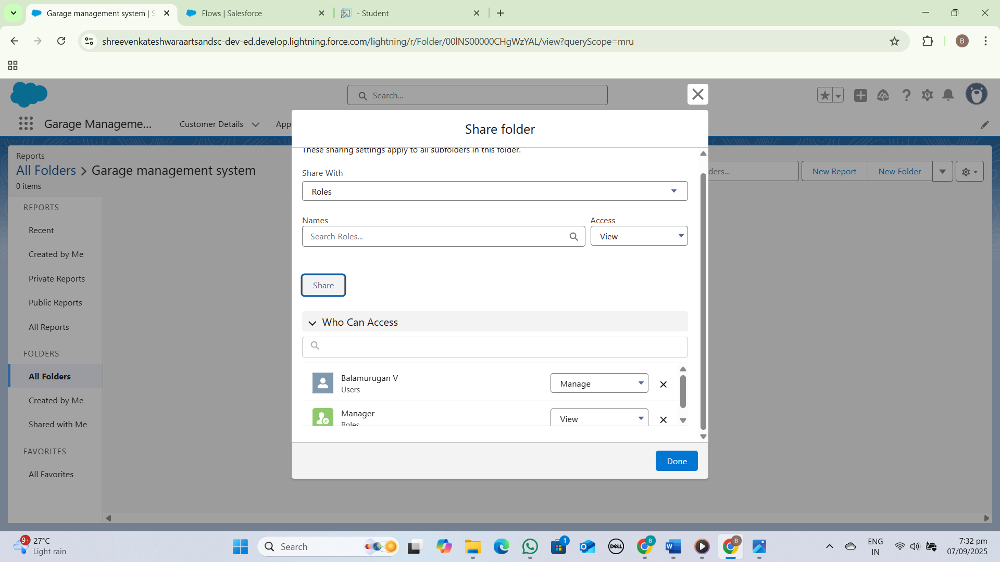 Garage management system | S
Flows | Salesforce
- Student
shreevenkateshwaraartsandsc-dev-ed.develop.lightning.force.com/lightning/r/Folder/00lNS00000CHgWzYAL/view?queryScope=mru
B
Search...
Garage Manageme...
Customer Details
App
Share folder
These sharing settings apply to all subfolders in this folder.
Reports
All Folders > Garage management system
0 items
ders...
New Report
New Folder
Share With
Roles
Names
Access
Search Roles...
View
Share
Who Can Access
Balamurugan V
Users
Manage
Manager
Roles
View
Done
REPORTS
Recent
Created by Me
Private Reports
Public Reports
All Reports
FOLDERS
All Folders
Created by Me
Shared with Me
FAVORITES
All Favorites
9+
27°C
Light rain
Search
1
DELL
B
W
B
ENG
IN
7:32 pm
07/09/2025